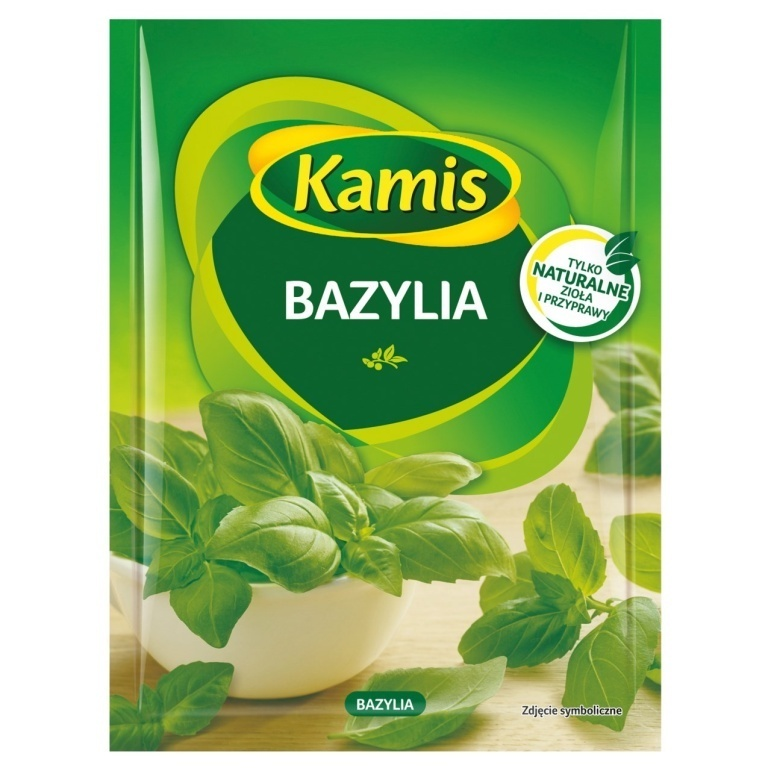 Kamis
BAZYLIA
TYLKO
NATURALNE
ZIOŁA
I PRZYPRAWY
BAZYLIA
Zdjęcie symboliczne